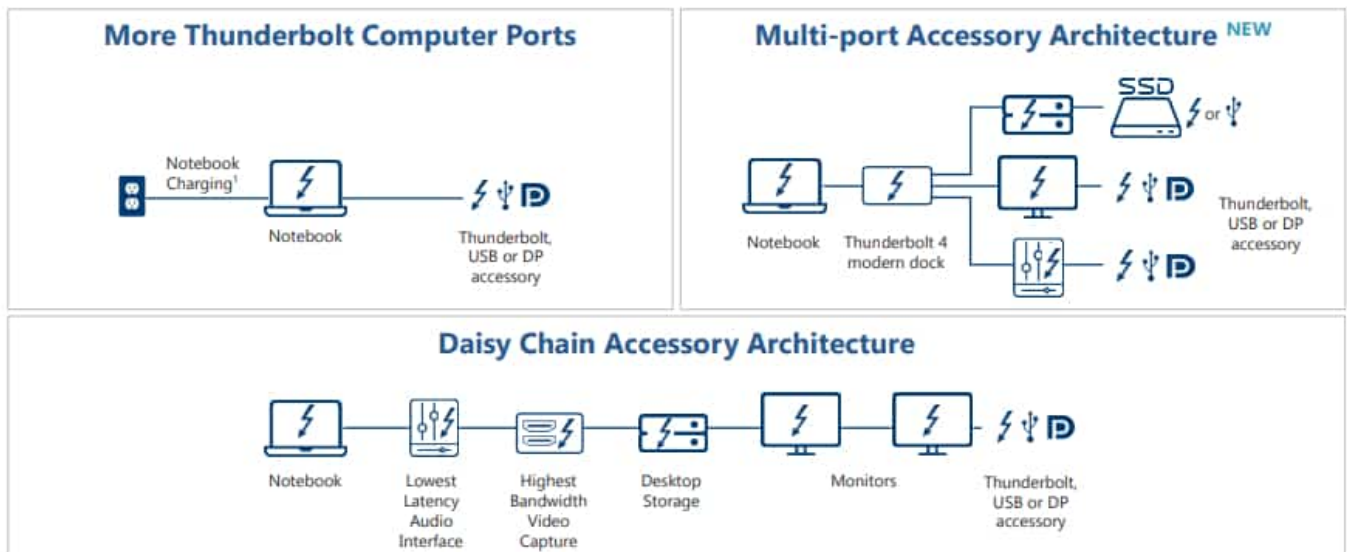 More Thunderbolt Computer Ports
Notebook
Charging¹
Notebook
Thunderbolt,
USB or DP
accessory
Multi-port Accessory Architecture NEW
SSD
or
Notebook
Thunderbolt 4
modern dock
Thunderbolt,
USB or DP
accessory
Daisy Chain Accessory Architecture
Notebook
Lowest
Latency
Audio
Interface
Highest
Bandwidth
Video
Capture
Desktop
Storage
Monitors
Thunderbolt,
USB or DP
accessory